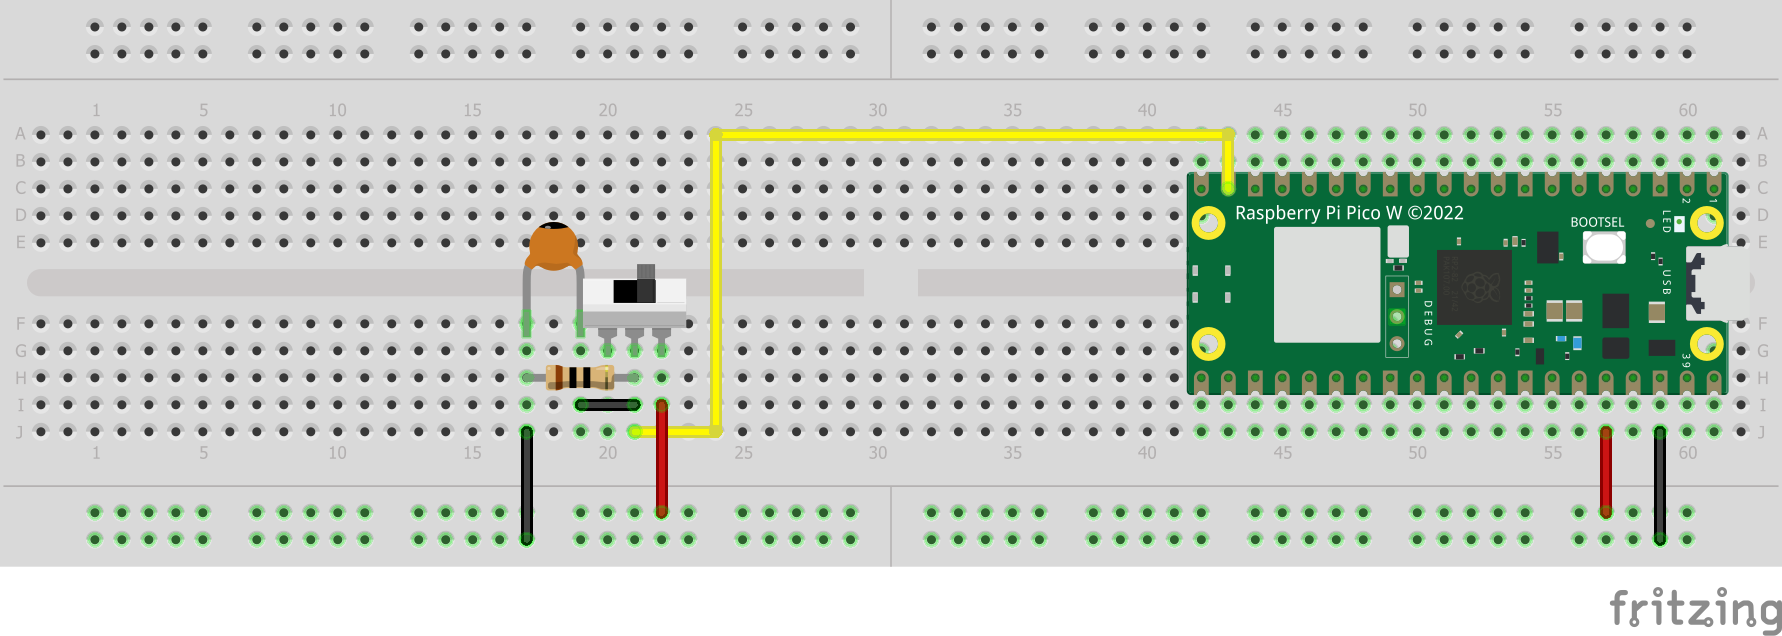 1 5 10 15 20 25 30 35 40 45 50 55 60
A A
B B
C C
D D
E E
F F
G G
H H
I I
J J
1 5 10 15 20 25 30 35 40 45 50 55 60
Raspberry Pi Pico W ©2022
BOOTSEL
LED
2
1
USB
DEBUG
39
fritzing